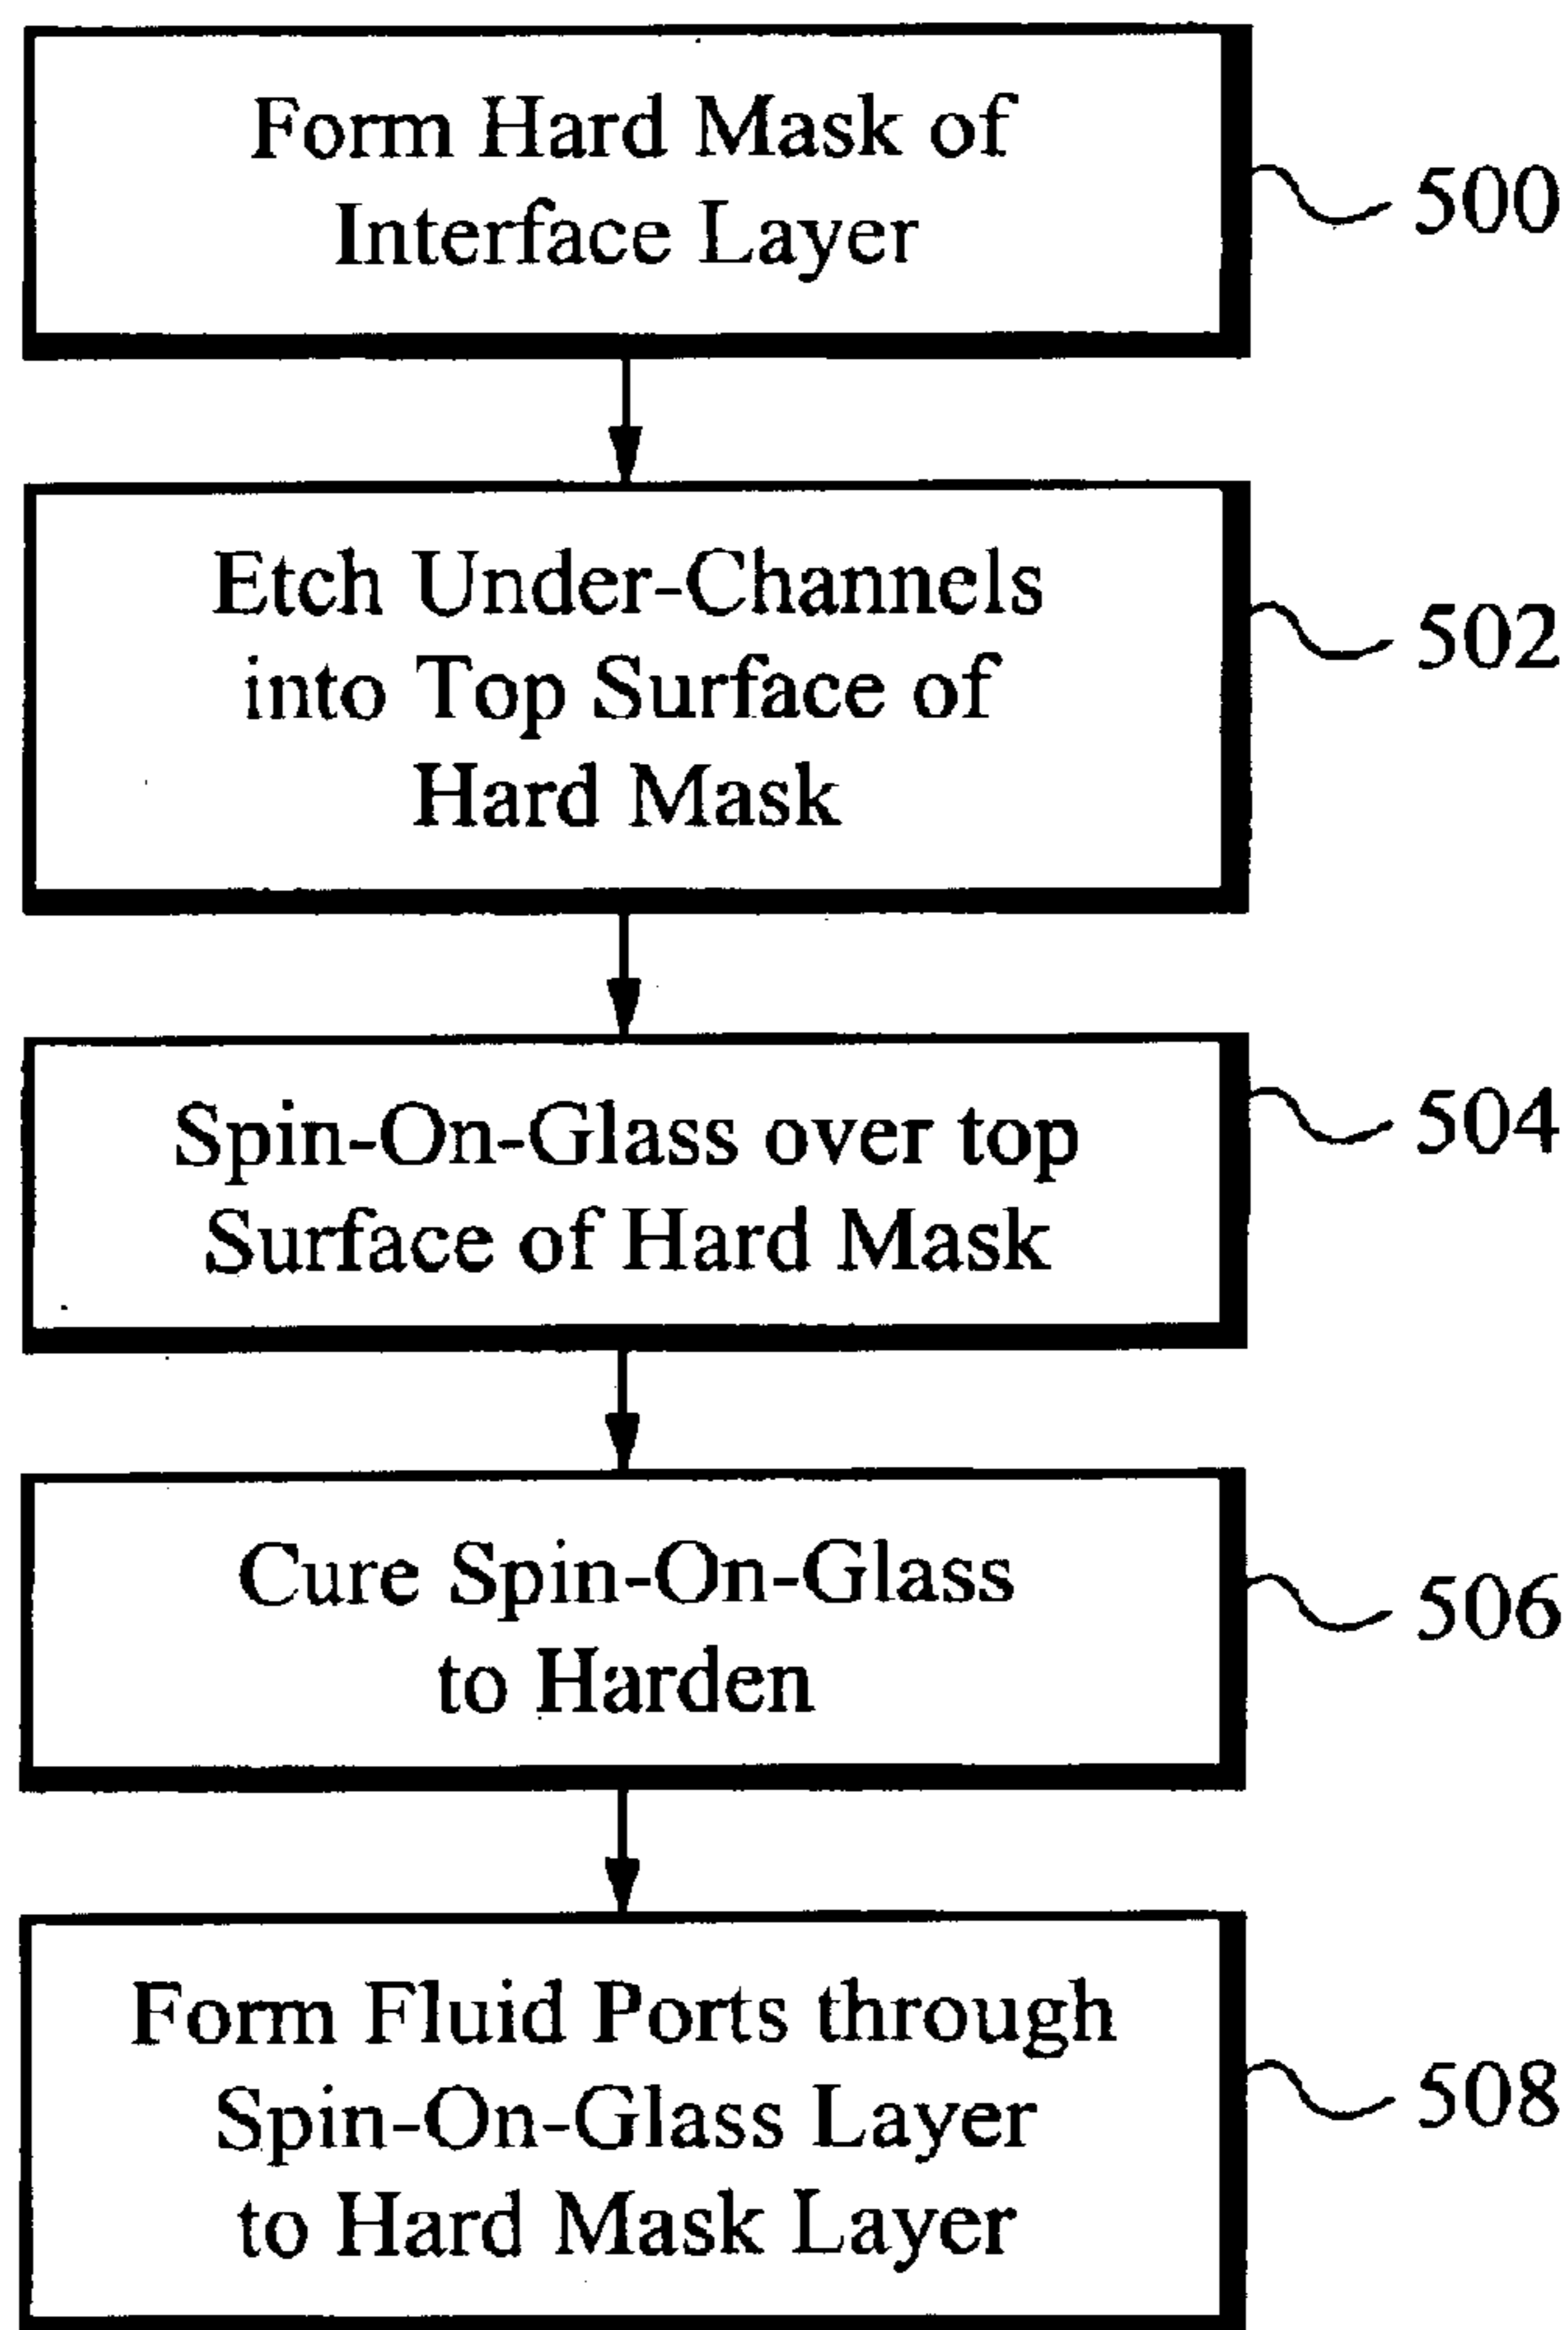 Form Hard Mask of
Interface Layer
500
Etch Under-Channels
into Top Surface of
Hard Mask
502
Spin-On-Glass over top
Surface of Hard Mask
504
Cure Spin-On-Glass
to Harden
506
Form Fluid Ports through
Spin-On-Glass Layer
to Hard Mask Layer
508